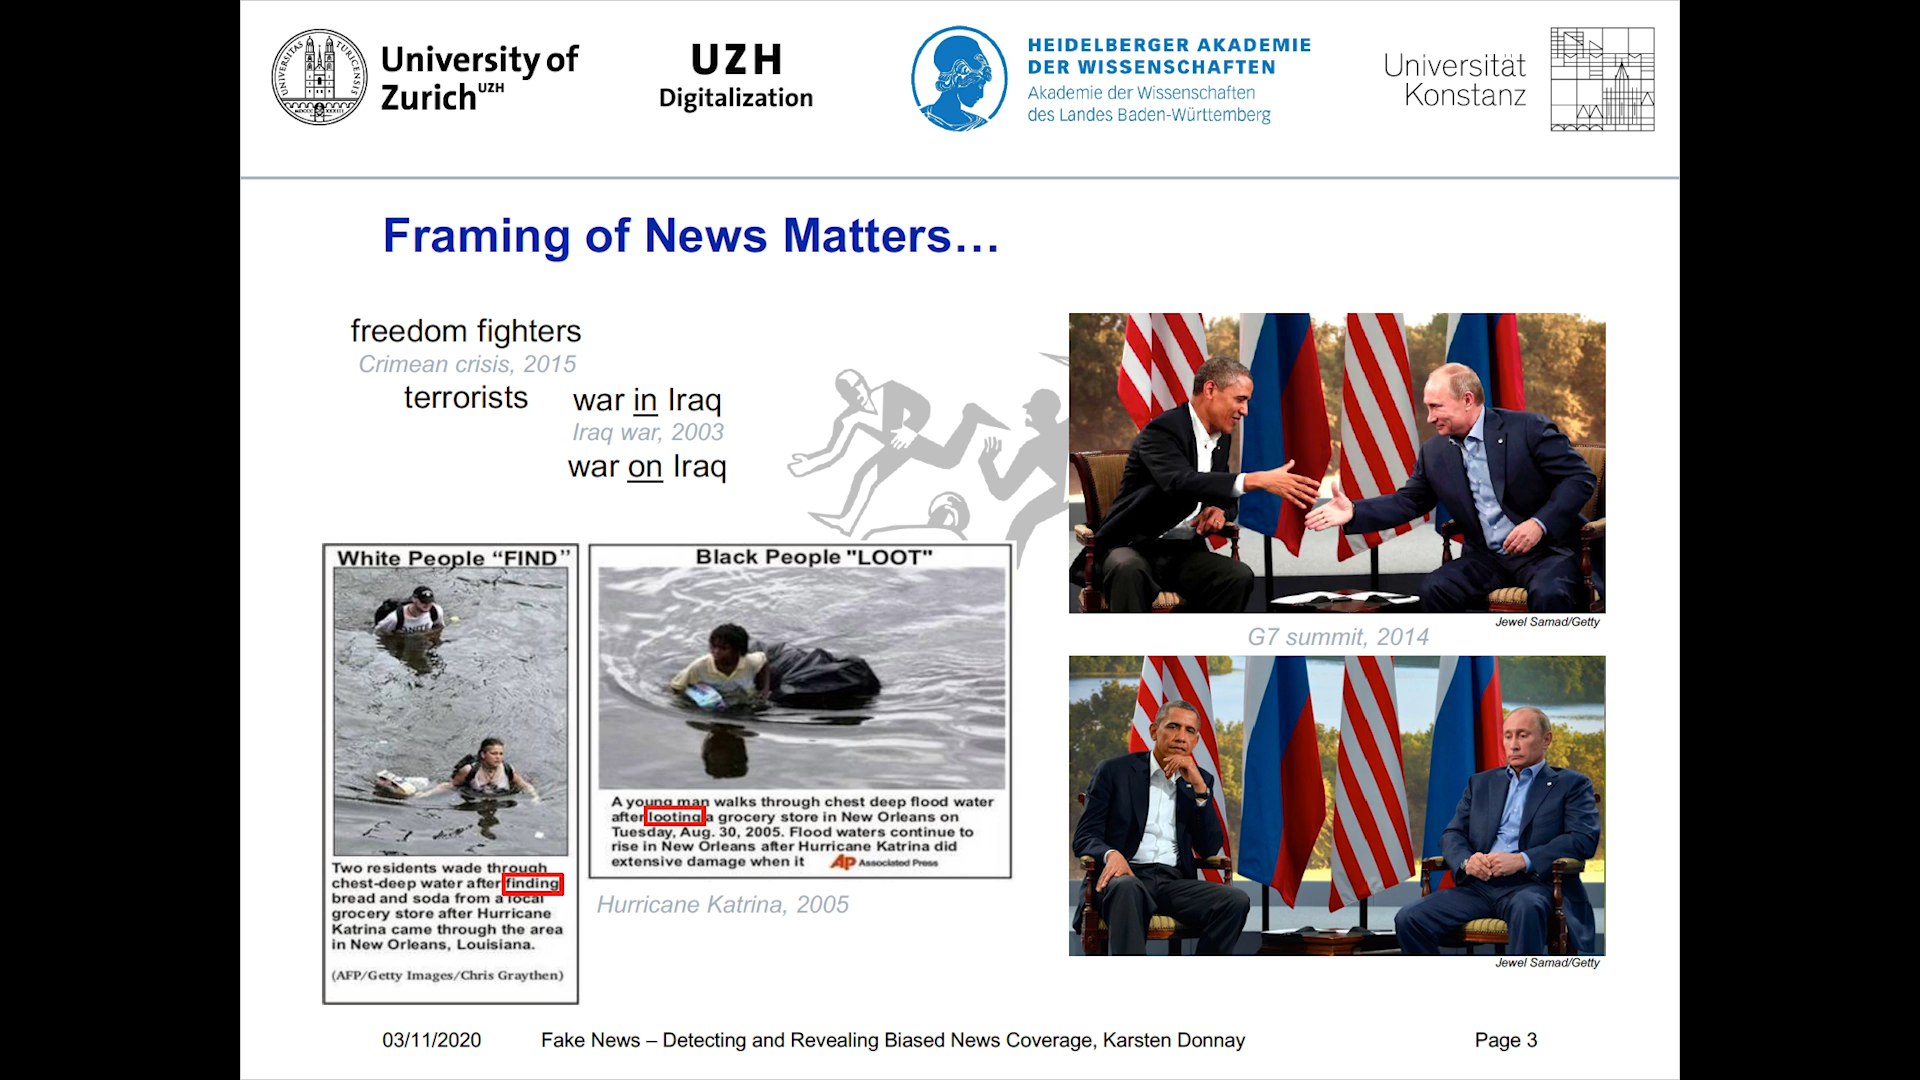 University of
Zurich UZH
UZH
Digitalization
HEIDELBERGER AKADEMIE
DER WISSENSCHAFTEN
Akademie der Wissenschaften
des Landes Baden-Württemberg
Universität
Konstanz
Framing of News Matters…
freedom fighters
Crimean crisis, 2015
terrorists
war in Iraq
Iraq war, 2003
war on Iraq
White People “FIND”
Two residents wade through
chest-deep water after finding
bread and soda from a local
grocery store after Hurricane
Katrina came through the area
in New Orleans, Louisiana.
(AFP/Getty Images/Chris Graythen)
Black People "LOOT"
A young man walks through chest deep flood water
after looting a grocery store in New Orleans on
Tuesday, Aug. 30, 2005. Flood waters continue to
rise in New Orleans after Hurricane Katrina did
extensive damage when it AP Associated Press
Hurricane Katrina, 2005
Jewel Samad/Getty
G7 summit, 2014
Jewel Samad/Getty
03/11/2020 Fake News – Detecting and Revealing Biased News Coverage, Karsten Donnay Page 3